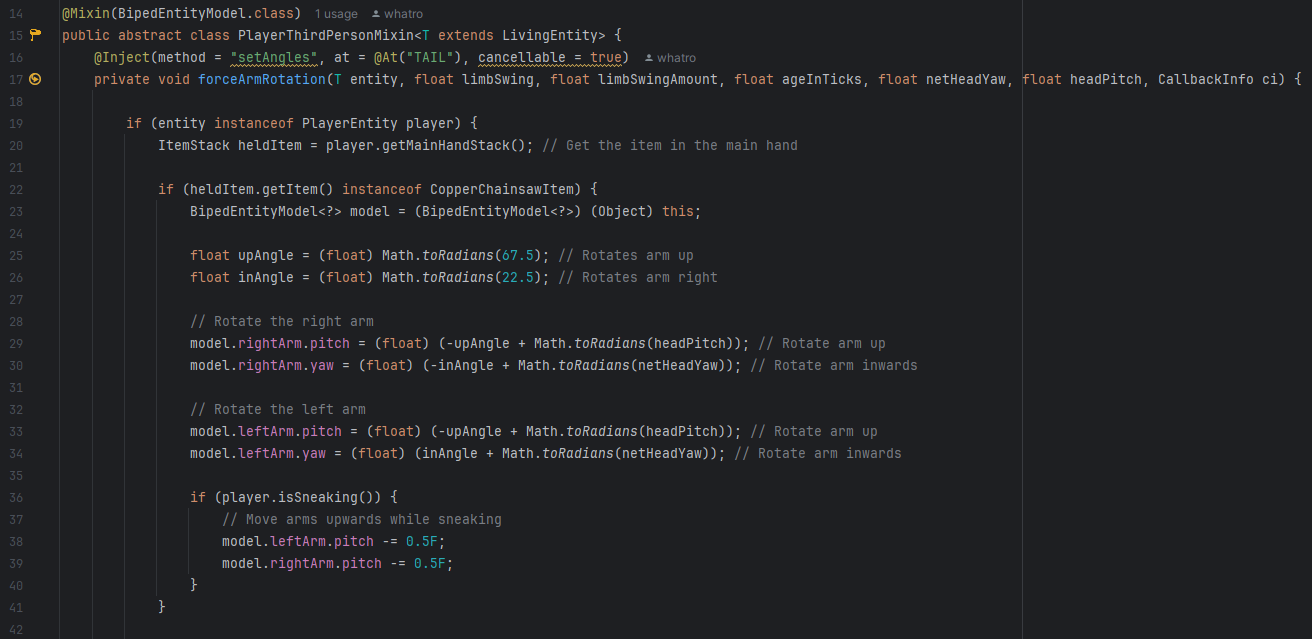 14 @Mixin(BipedEntityModel.class) 1 usage whatro
15 public abstract class PlayerThirdPersonMixin<T extends LivingEntity> {
16     @Inject(method = "setAngles", at = @At("TAIL"), cancellable = true) whatro
17     private void forceArmRotation(T entity, float limbSwing, float limbSwingAmount, float ageInTicks, float netHeadYaw, float headPitch, CallbackInfo ci) {
18
19         if (entity instanceof PlayerEntity player) {
20             ItemStack heldItem = player.getMainHandStack(); // Get the item in the main hand
21
22             if (heldItem.getItem() instanceof CopperChainsawItem) {
23                 BipedEntityModel<?> model = (BipedEntityModel<?>) (Object) this;
24
25                 float upAngle = (float) Math.toRadians(67.5); // Rotates arm up
26                 float inAngle = (float) Math.toRadians(22.5); // Rotates arm right
27
28                 // Rotate the right arm
29                 model.rightArm.pitch = (float) (-upAngle + Math.toRadians(headPitch)); // Rotate arm up
30                 model.rightArm.yaw = (float) (-inAngle + Math.toRadians(netHeadYaw)); // Rotate arm inwards
31
32                 // Rotate the left arm
33                 model.leftArm.pitch = (float) (-upAngle + Math.toRadians(headPitch)); // Rotate arm up
34                 model.leftArm.yaw = (float) (inAngle + Math.toRadians(netHeadYaw)); // Rotate arm inwards
35
36                 if (player.isSneaking()) {
37                     // Move arms upwards while sneaking
38                     model.leftArm.pitch -= 0.5F;
39                     model.rightArm.pitch -= 0.5F;
40                 }
41             }
42